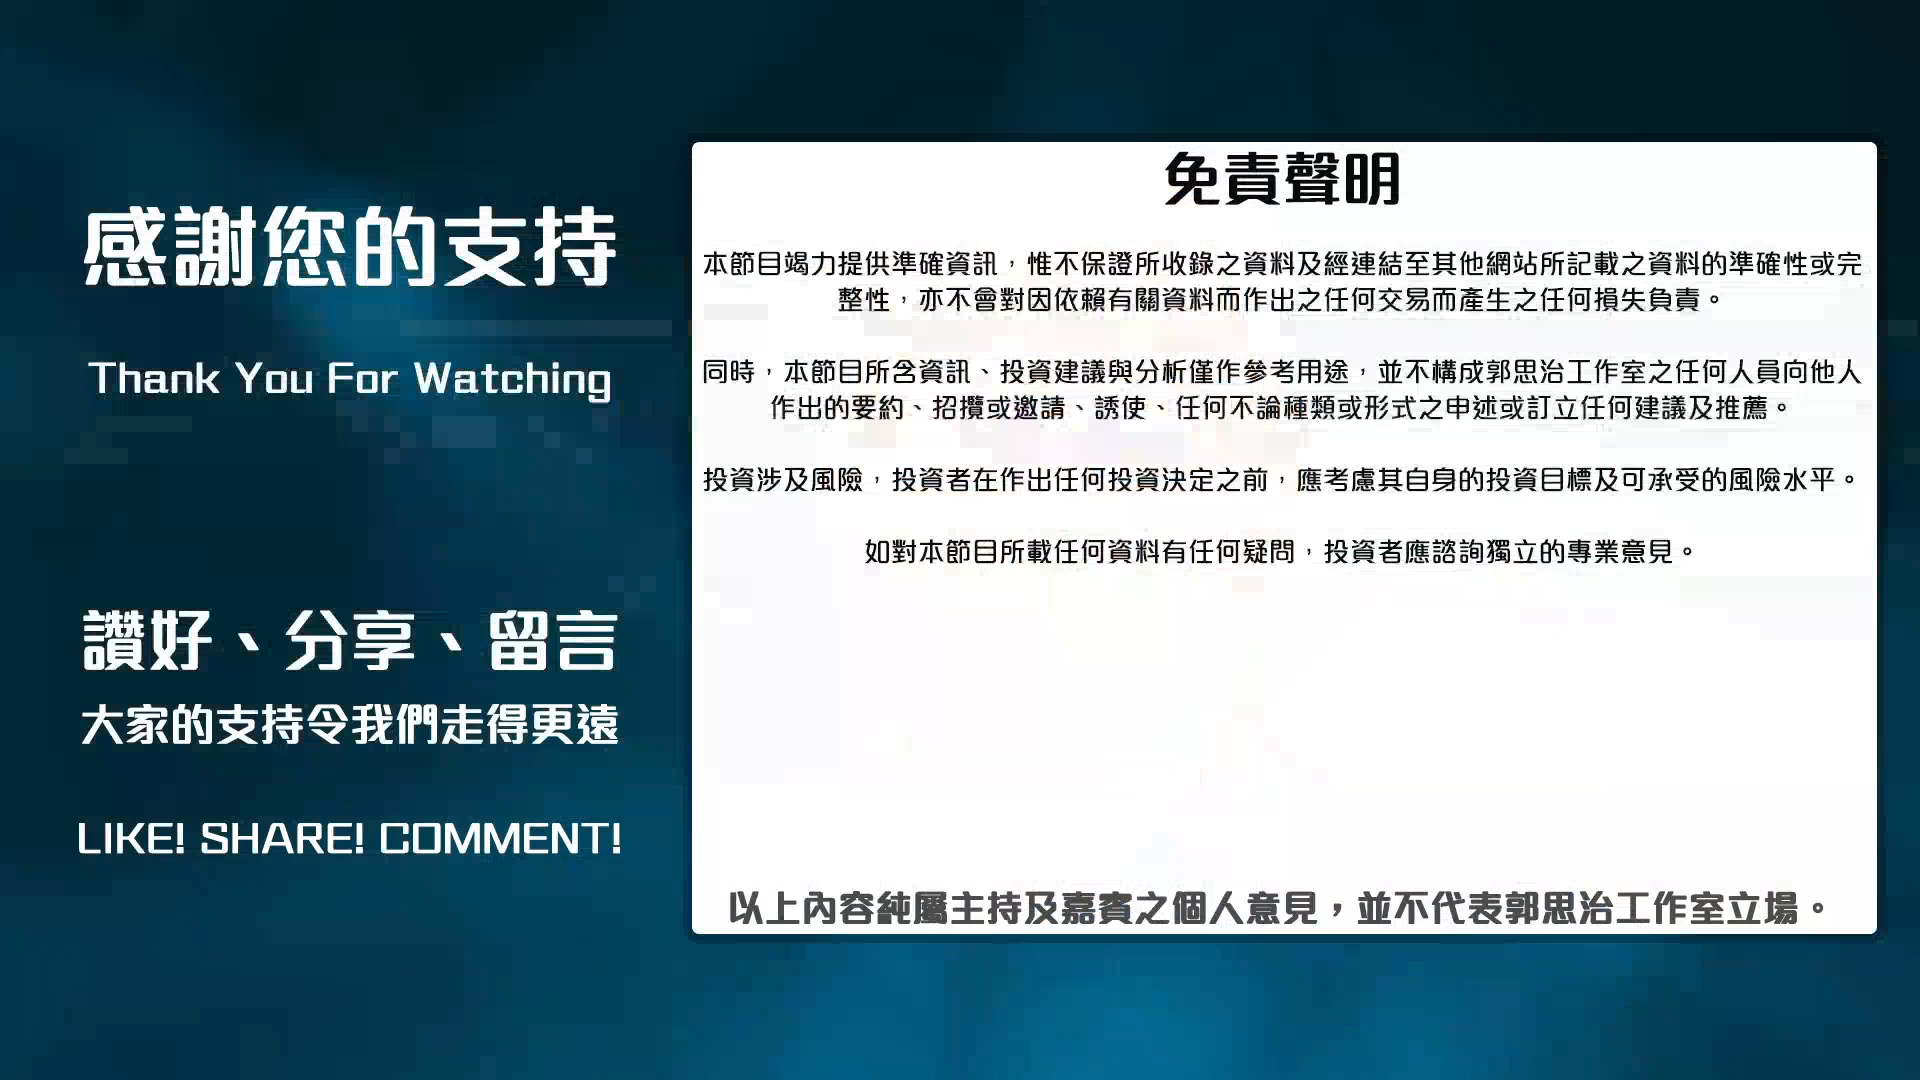 感謝您的支持
Thank You For Watching
讚好、分享、留言
大家的支持令我們走得更遠
LIKE! SHARE! COMMENT!
免責聲明
本節目竭力提供準確資訊，惟不保證所收錄之資料及經連結至其他網站所記載之資料的準確性或完
整性，亦不會對因依賴有關資料而作出之任何交易而產生之任何損失負責。
同時，本節目所含資訊、投資建議與分析僅作參考用途，並不構成郭思治工作室之任何人員向他人
作出的要約、招攬或邀請、誘使、任何不論種類或形式之申述或訂立任何建議及推薦。
投資涉及風險，投資者在作出任何投資決定之前，應考慮其自身的投資目標及可承受的風險水平。
如對本節目所載任何資料有任何疑問，投資者應諮詢獨立的專業意見。
以上內容純屬主持及嘉賓之個人意見，並不代表郭思治工作室立場。